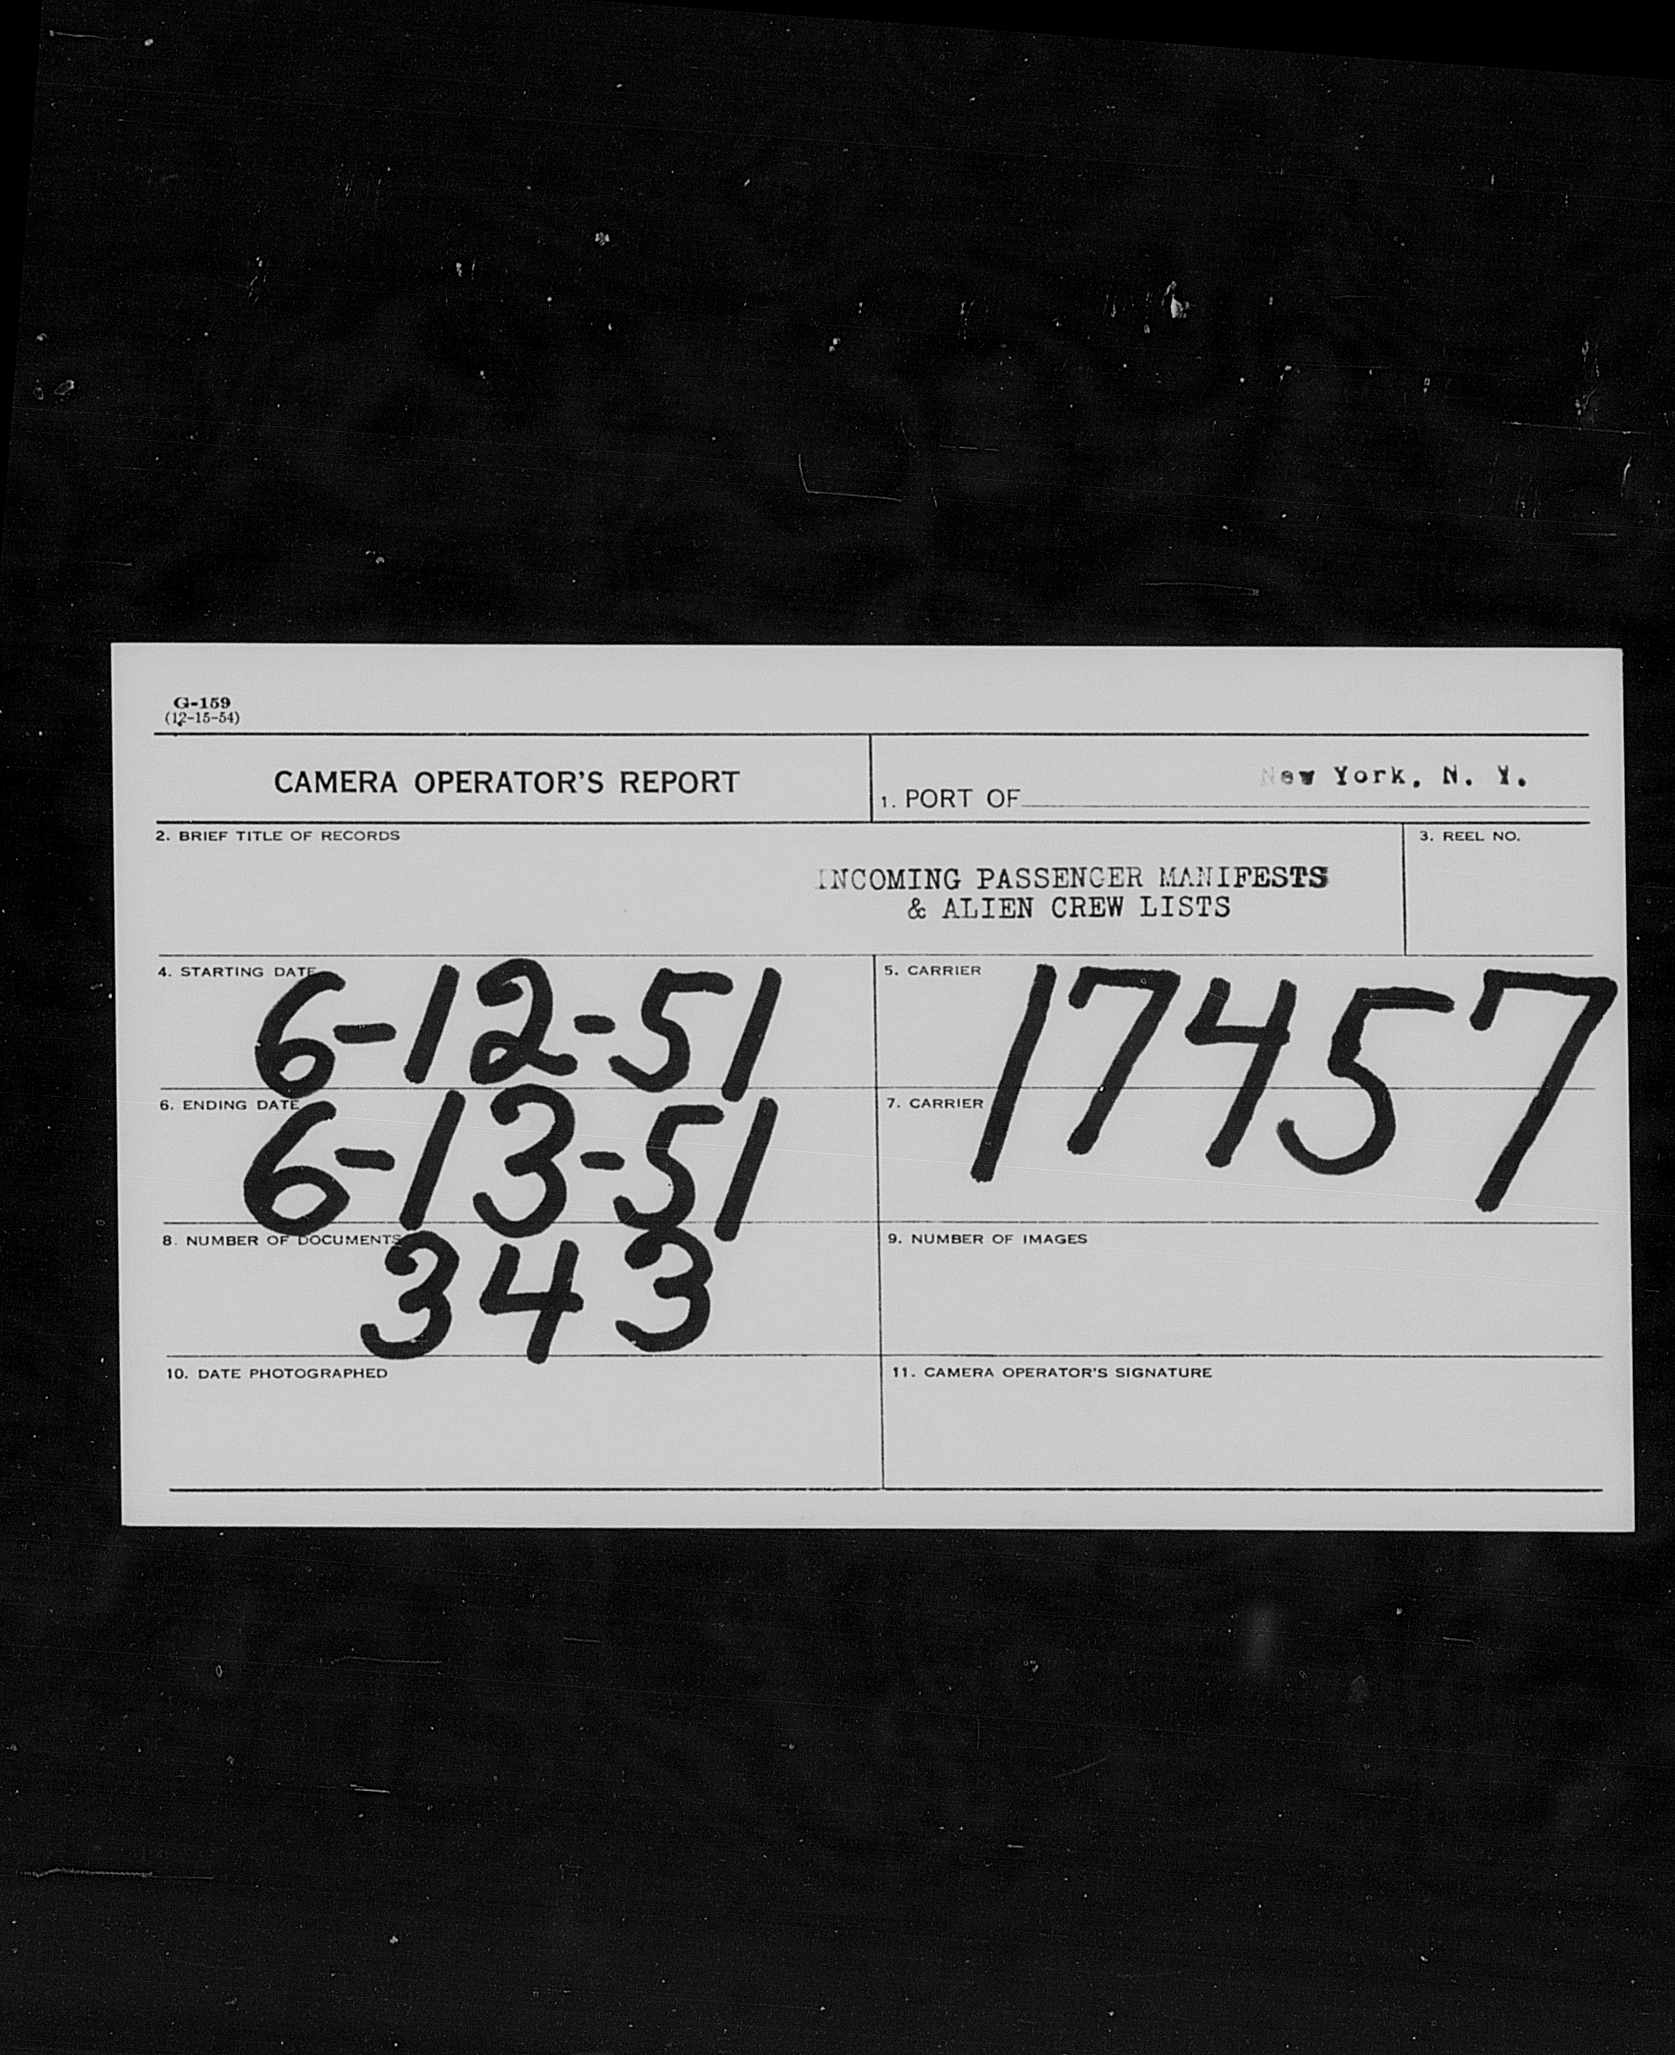 G-159
(12-15-54)
CAMERA OPERATOR'S REPORT
1. PORT OF New York, N. Y.
2. BRIEF TITLE OF RECORDS
3. REEL NO.
INCOMING PASSENGER MANIFESTS
& ALIEN CREW LISTS
4. STARTING DATE
6-12-51
5. CARRIER
17457
6. ENDING DATE
6-13-51
7. CARRIER
8. NUMBER OF DOCUMENTS
343
9. NUMBER OF IMAGES
10. DATE PHOTOGRAPHED
11. CAMERA OPERATOR'S SIGNATURE